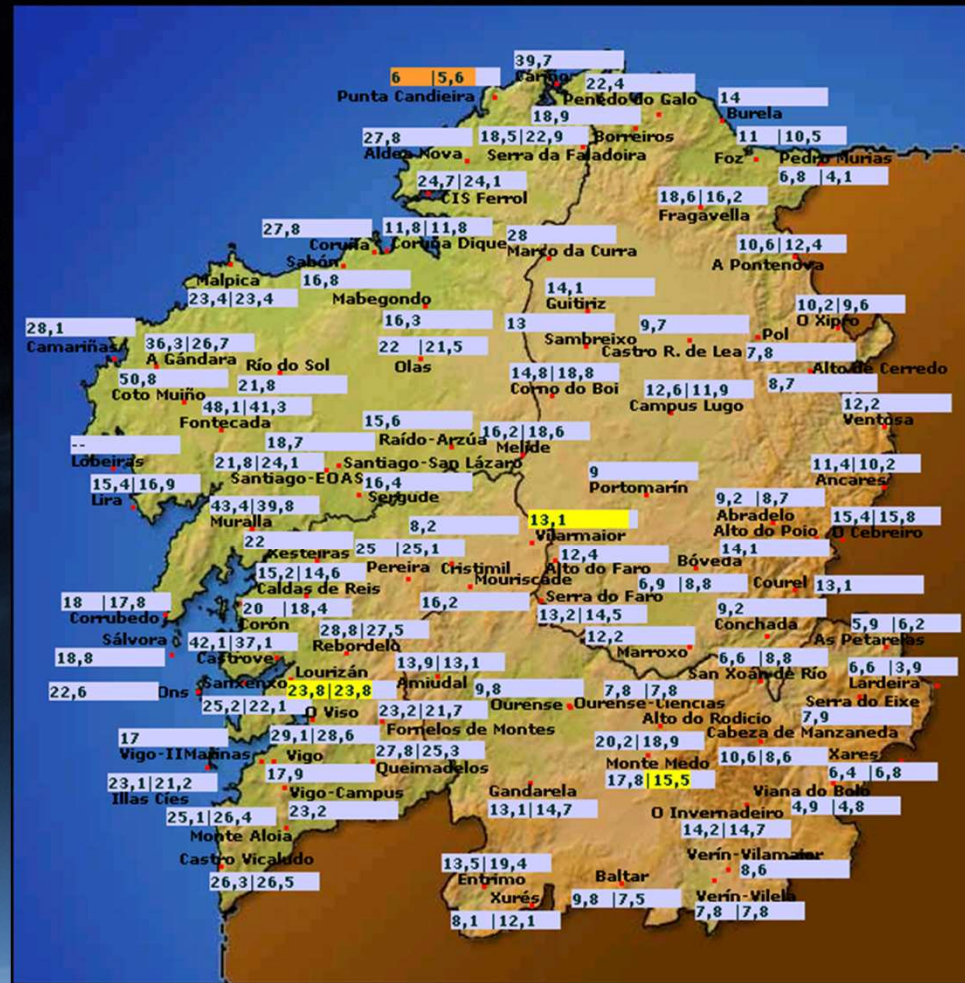 39,7
Cariño
6 |5,6
Punta Candieira
22,4
Penedo do Galo
14
Burela
18,9
Borreiros
27,8
Aldea Nova
18,5|22,9
Serra da Faladoira
11 |10,5
Foz
Pedro Murias
6,8 |4,1
24,7|24,1
CIS Ferrol
18,6|16,2
Fragavella
27,8
Coruña
11,8|11,8
Coruña Dique
28
Marco da Curra
10,6|12,4
A Pontenova
Sabón
16,8
Malpica
23,4|23,4
Mabegondo
16,3
14,1
Guitiriz
10,2|9,6
O Xipro
28,1
Camariñas
36,3|26,7
A Gándara
Río do Sol
21,8
22 |21,5
Olas
13
Sambreixo
9,7
Castro R. de Lea
Pol
7,8
Alto de Cerredo
8,7
50,8
Coto Muiño
14,8|18,8
Corno do Boi
12,6|11,9
Campus Lugo
12,2
Ventosa
48,1|41,3
Fontecada
15,6
Raído-Arzúa
16,2|18,6
Melide
--
Lobeiras
18,7
21,8|24,1
Santiago-EOAS
Santiago-San Lázaro
11,4|10,2
Ancares
15,4|16,9
Lira
16,4
Sergude
9
Portomarín
9,2 |8,7
Abradelo
43,4|39,8
Muralla
8,2
13,1
Vilarmaior
Alto do Poio
15,4|15,8
O Cebreiro
14,1
22
Xesteiras
25 |25,1
Pereira
Cristimil
12,4
Alto do Faro
Bóveda
15,2|14,6
Caldas de Reis
Mouriscade
16,2
6,9 |8,8
Courel
13,1
Serra do Faro
13,2|14,5
18 |17,8
Corrubedo
20 |18,4
Corón
9,2
Conchada
5,9 |6,2
As Petarelas
Sálvora
18,8
42,1|37,1
Castrove
28,8|27,5
Rebordelo
12,2
Marroxo
13,9|13,1
Amiudal
6,6 |8,8
San Xoán de Río
6,6 |3,9
Lardeira
Lourizán
22,6
Ons
Sanxenxo
23,8|23,8
9,8
Ourense
7,8 |7,8
Ourense-Ciencias
Serra do Eixe
25,2|22,1
O Viso
23,2|21,7
Fornelos de Montes
Alto do Rodicio
7,9
Cabeza de Manzaneda
17
Vigo-IIMarinas
29,1|28,6
Vigo
27,8|25,3
Queimadelos
20,2|18,9
Monte Medo
10,6|8,6
Xares
23,1|21,2
Illas Cies
17,9
Vigo-Campus
17,8|15,5
6,4 |6,8
Viana do Bolo
Gandarela
13,1|14,7
O Invernadeiro
4,9 |4,8
23,2
25,1|26,4
Monte Aloia
14,2|14,7
Castro Vicaludo
26,3|26,5
13,5|19,4
Entrimo
Baltar
9,8 |7,5
Verín-Vilamaior
8,6
Xurés
8,1 |12,1
Verín-Vilela
7,8 |7,8